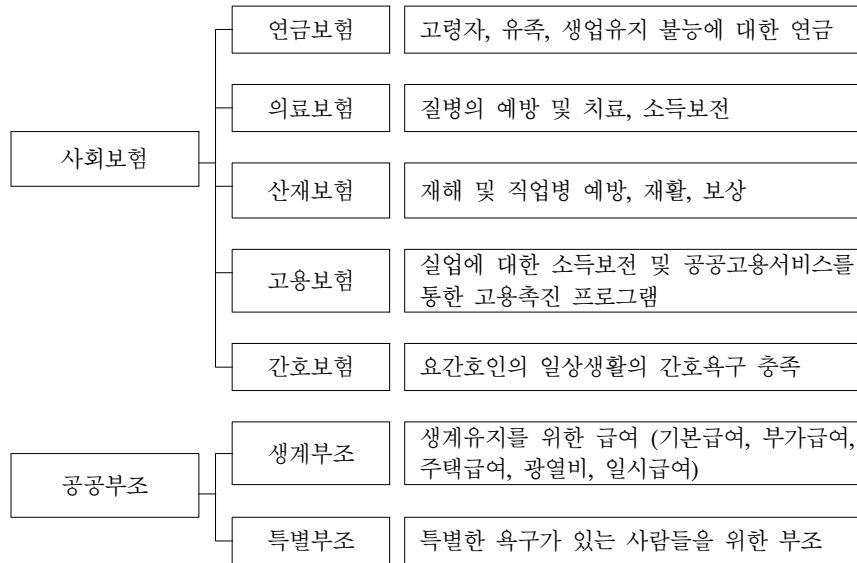 연금보험
고령자, 유족, 생업유지 불능에 대한 연금
의료보험
질병의 예방 및 치료, 소득보전
사회보험
산재보험
재해 및 직업병 예방, 재활, 보상
고용보험
실업에 대한 소득보전 및 공공고용서비스를
통한 고용촉진 프로그램
간호보험
요간호인의 일상생활의 간호욕구 충족
공공부조
생계부조
생계유지를 위한 급여 (기본급여, 부가급여,
주택급여, 광열비, 일시급여)
특별부조
특별한 욕구가 있는 사람들을 위한 부조